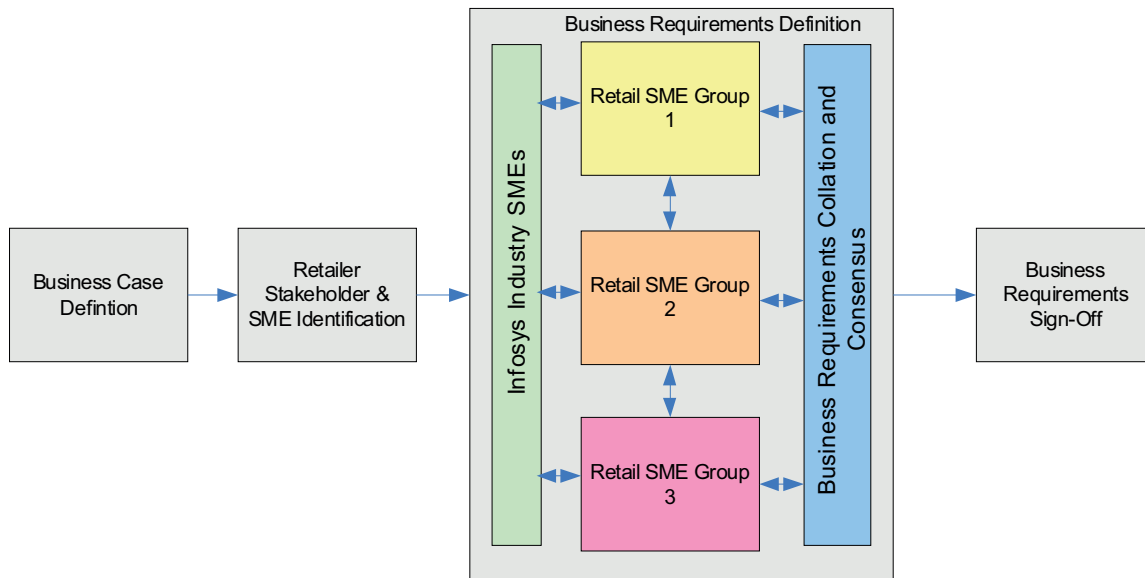 Business Requirements Definition
Business Case
Defintion
Retailer
Stakeholder &
SME Identification
Infosys Industry SMEs
Retail SME Group
1
Retail SME Group
2
Retail SME Group
3
Business Requirements Collation and
Consensus
Business
Requirements
Sign-Off